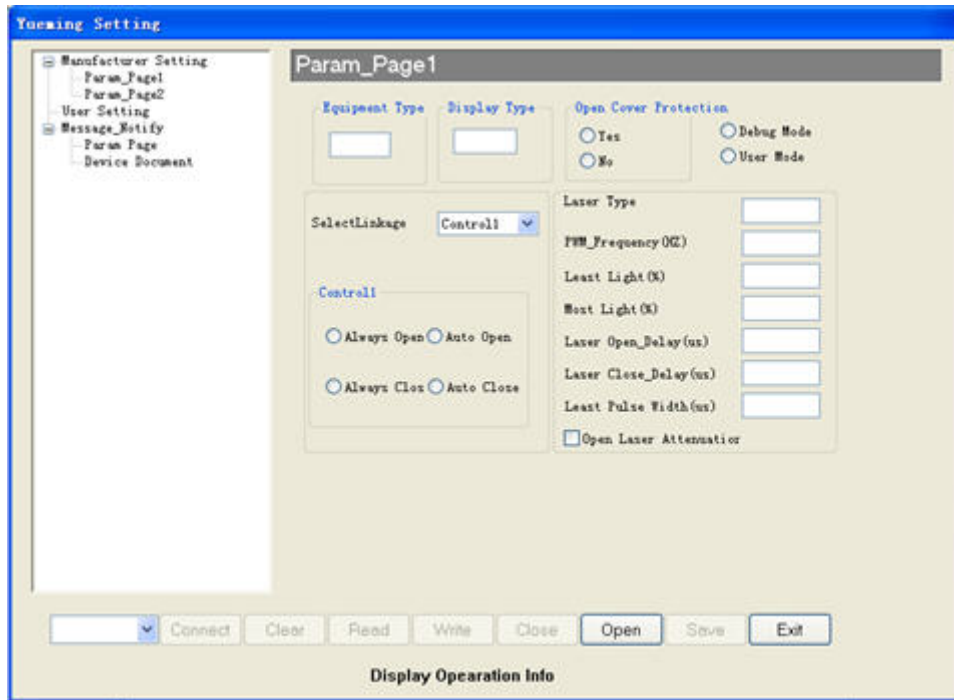 Yueming Setting
Manufacturer Setting
Param_Page1
Param_Page2
User Setting
Message_Notify
Param Page
Device Document
Param_Page1
Equipment Type
Display Type
Open Cover Protection
Yes
No
Debug Mode
User Mode
SelectLinkage
Control1
Control1
Always Open
Auto Open
Always Clos
Auto Close
Laser Type
PWM_Frequency(HZ)
Least Light(%)
Most Light(%)
Laser Open_Delay(us)
Laser Close_Delay(us)
Least Pulse Width(us)
Open Laser Attenuatior
Connect
Clear
Read
Write
Close
Open
Save
Exit
Display Opearation Info